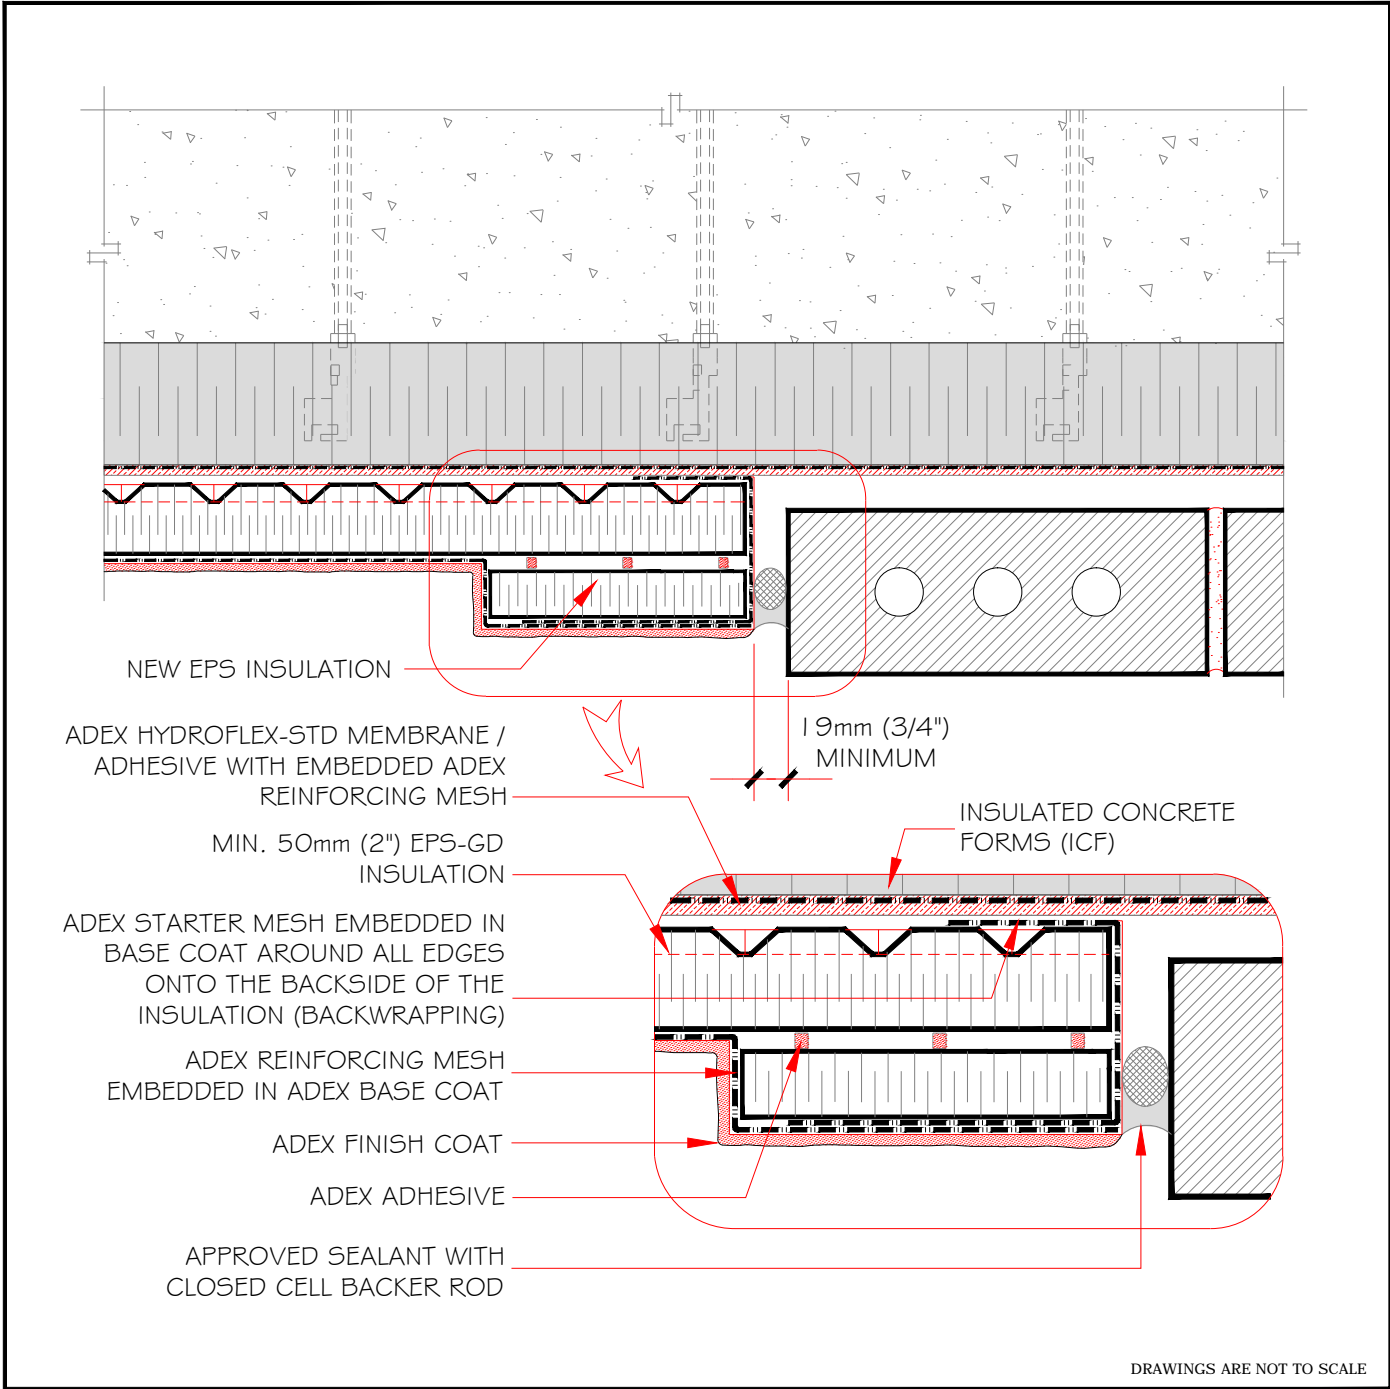 NEW EPS INSULATION
ADEX HYDROFLEX-STD MEMBRANE /
ADHESIVE WITH EMBEDDED ADEX
REINFORCING MESH
19mm (3/4")
MINIMUM
MIN. 50mm (2") EPS-GD
INSULATION
INSULATED CONCRETE
FORMS (ICF)
ADEX STARTER MESH EMBEDDED IN
BASE COAT AROUND ALL EDGES
ONTO THE BACKSIDE OF THE
INSULATION (BACKWRAPPING)
ADEX REINFORCING MESH
EMBEDDED IN ADEX BASE COAT
ADEX FINISH COAT
ADEX ADHESIVE
APPROVED SEALANT WITH
CLOSED CELL BACKER ROD
DRAWINGS ARE NOT TO SCALE